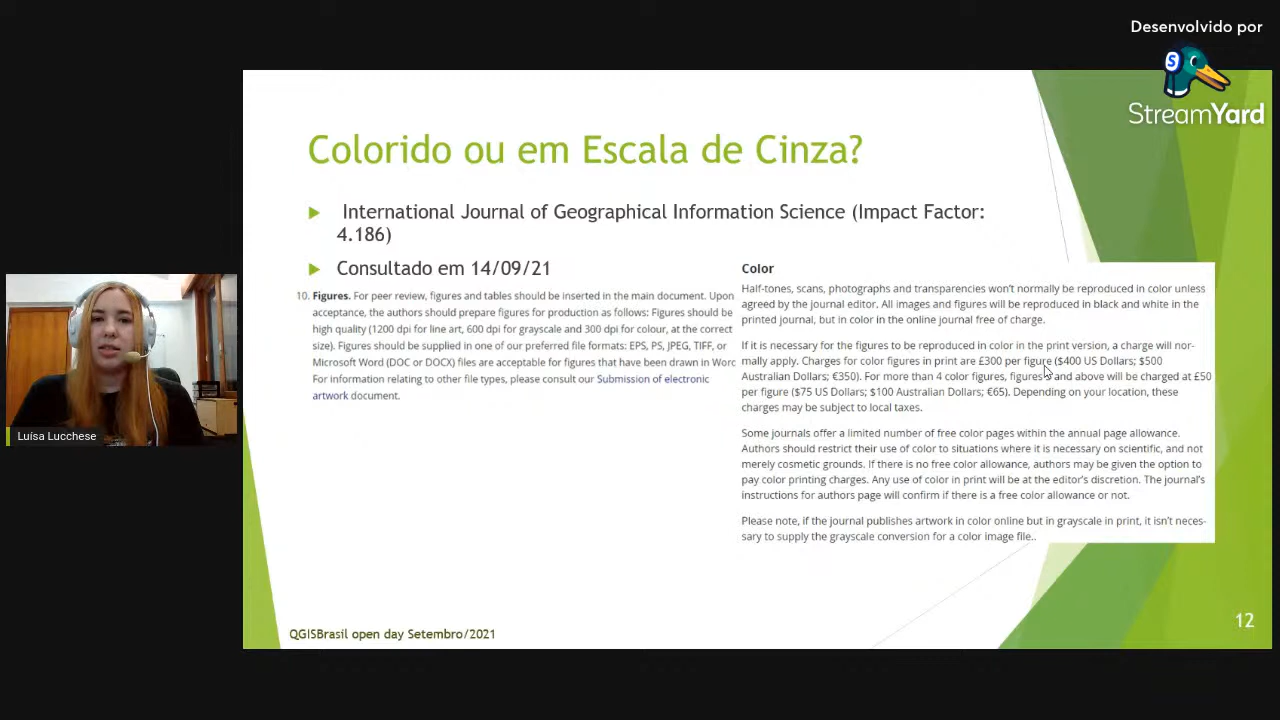 Desenvolvido por
StreamYard
Colorido ou em Escala de Cinza?
International Journal of Geographical Information Science (Impact Factor:
4.186)
Consultado em 14/09/21
10. Figures. For peer review, figures and tables should be inserted in the main document. Upon
acceptance, the authors should prepare figures for production as follows: Figures should be
high quality (1200 dpi for line art, 600 dpi for grayscale and 300 dpi for colour, at the correct
size). Figures should be supplied in one of our preferred file formats: EPS, PS, JPEG, TIFF, or
Microsoft Word (DOC or DOCX) files are acceptable for figures that have been drawn in Worc
For information relating to other file types, please consult our Submission of electronic
artwork document.
Color
Half-tones, scans, photographs and transparencies won't normally be reproduced in color unless
agreed by the journal editor. All images and figures will be reproduced in black and white in the
printed journal, but in color in the online journal free of charge.
If it is necessary for the figures to be reproduced in color in the print version, a charge will nor-
mally apply. Charges for color figures in print are £300 per figure ($400 US Dollars; $500
Australian Dollars; €350). For more than 4 color figures, figures and above will be charged at £50
per figure ($75 US Dollars; $100 Australian Dollars; €65). Depending on your location, these
charges may be subject to local taxes.
Some journals offer a limited number of free color pages within the annual page allowance.
Authors should restrict their use of color to situations where it is necessary on scientific, and not
merely cosmetic grounds. If there is no free color allowance, authors may be given the option to
pay color printing charges. Any use of color in print will be at the editor's discretion. The journal's
instructions for authors page will confirm if there is a free color allowance or not.
Please note, if the journal publishes artwork in color online but in grayscale in print, it isn't neces-
sary to supply the grayscale conversion for a color image file..
Luísa Lucchese
QGISBrasil open day Setembro/2021
12